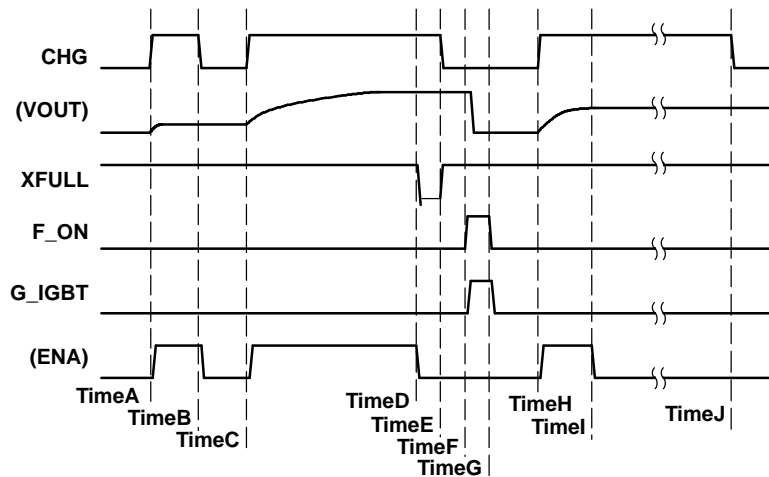 CHG
(VOUT)
XFULL
F_ON
G_IGBT
(ENA)
TimeA
TimeB
TimeC
TimeD
TimeE
TimeF
TimeG
TimeH
TimeI
TimeJ